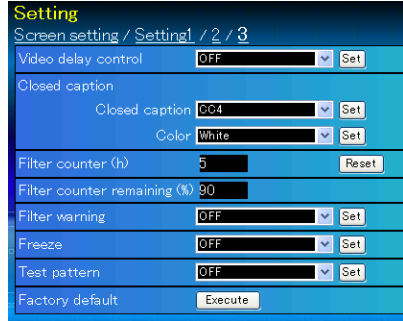 Setting
Screen setting / Setting1 / 2 / 3
Video delay control OFF Set
Closed caption
Closed caption CC4 Set
Color White Set
Filter counter (h) 5 Reset
Filter counter remaining (%) 90
Filter warning OFF Set
Freeze OFF Set
Test pattern OFF Set
Factory default Execute